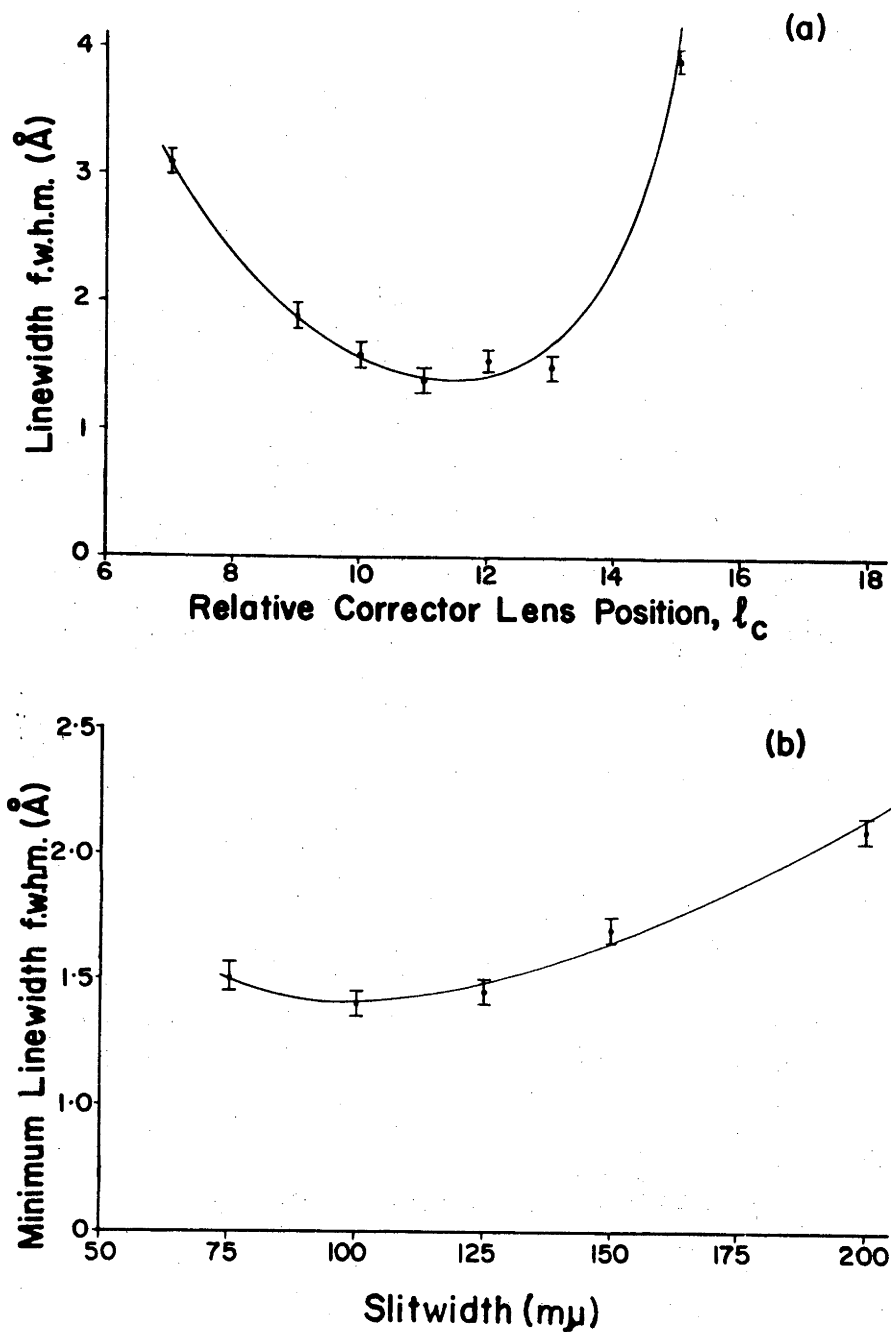 (a)
4
3
2
1
0
Linewidth f.w.h.m. (Å)
6 8 10 12 14 16 18
Relative Corrector Lens Position, ℓc
(b)
2·5
2·0
1·5
1·0
0
Minimum Linewidth f.w.h.m. (Å)
50 75 100 125 150 175 200
Slitwidth (mμ)